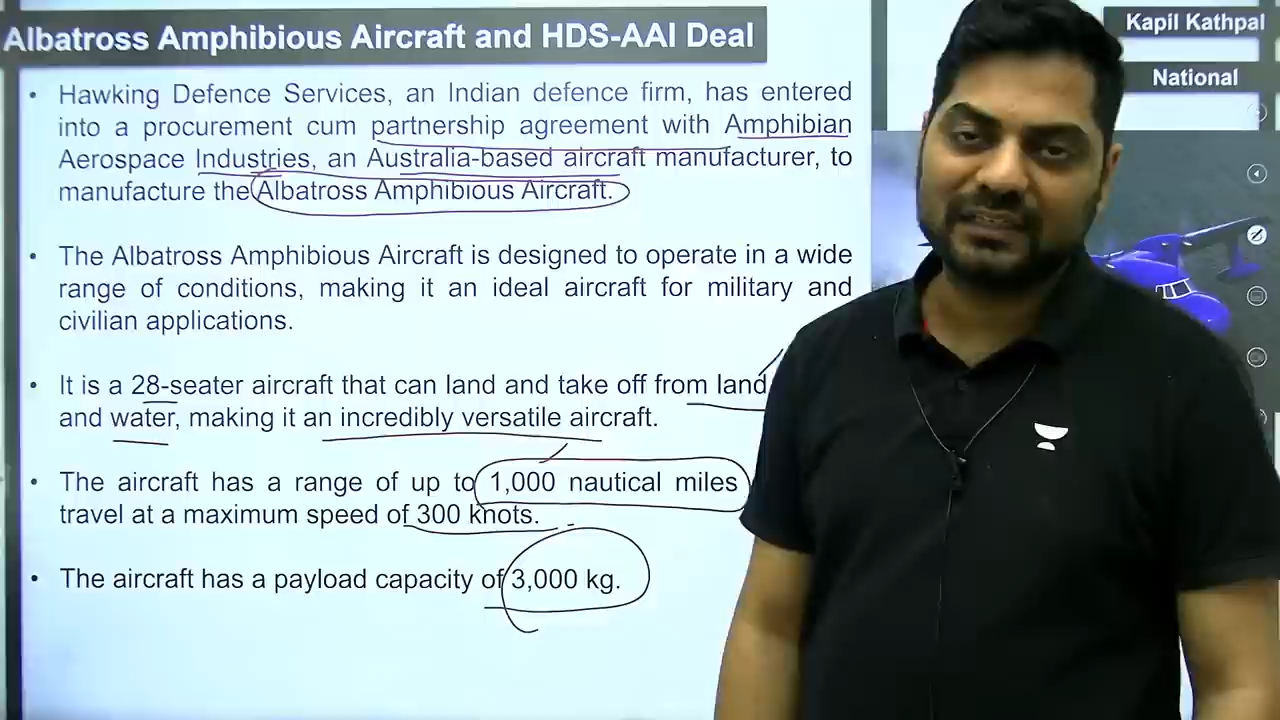 Albatross Amphibious Aircraft and HDS-AAI Deal
Kapil Kathpal
National
• Hawking Defence Services, an Indian defence firm, has entered
into a procurement cum partnership agreement with Amphibian
Aerospace Industries, an Australia-based aircraft manufacturer, to
manufacture the Albatross Amphibious Aircraft.
• The Albatross Amphibious Aircraft is designed to operate in a wide
range of conditions, making it an ideal aircraft for military and
civilian applications.
• It is a 28-seater aircraft that can land and take off from land
and water, making it an incredibly versatile aircraft.
• The aircraft has a range of up to 1,000 nautical miles
travel at a maximum speed of 300 knots.
• The aircraft has a payload capacity of 3,000 kg.